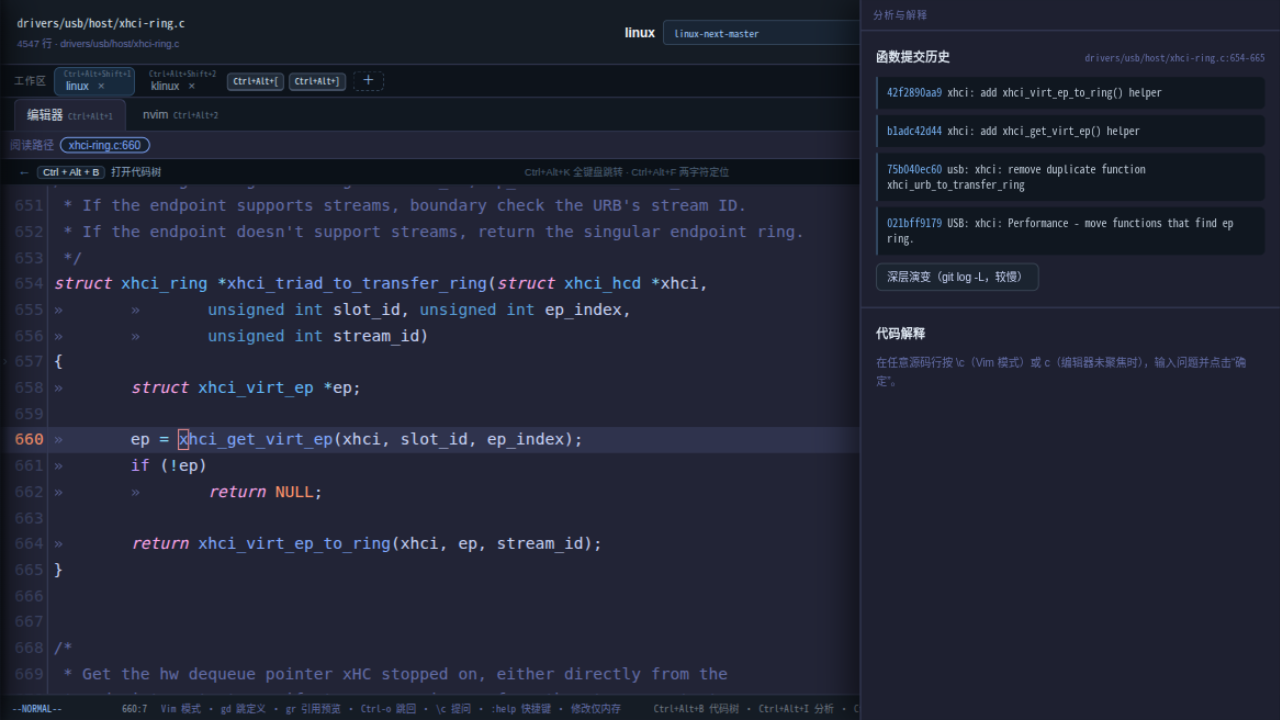 drivers/usb/host/xhci-ring.c
4547 行 · drivers/usb/host/xhci-ring.c
linux
linux-next-master
工作区
Ctrl+Alt+Shift+1
linux ×
Ctrl+Alt+Shift+2
klinux ×
Ctrl+Alt+[
Ctrl+Alt+]
+
编辑器 Ctrl+Alt+1
nvim Ctrl+Alt+2
阅读路径 xhci-ring.c:660
← Ctrl + Alt + B 打开代码树
Ctrl+Alt+K 全键盘跳转 · Ctrl+Alt+F 两字符定位
651 * If the endpoint supports streams, boundary check the URB's stream ID.
652 * If the endpoint doesn't support streams, return the singular endpoint ring.
653 */
654 struct xhci_ring *xhci_triad_to_transfer_ring(struct xhci_hcd *xhci,
655 » » unsigned int slot_id, unsigned int ep_index,
656 » » unsigned int stream_id)
657 {
658 » struct xhci_virt_ep *ep;
659
660 » ep = xhci_get_virt_ep(xhci, slot_id, ep_index);
661 » if (!ep)
662 » » return NULL;
663
664 » return xhci_virt_ep_to_ring(xhci, ep, stream_id);
665 }
666
667
668 /*
669 * Get the hw dequeue pointer xHC stopped on, either directly from the
--NORMAL--
660:7
Vim 模式 · gd 跳定义 · gr 引用预览 · Ctrl-o 跳回 · \c 提问 · :help 快捷键 · 修改仅内存
Ctrl+Alt+B 代码树 · Ctrl+Alt+I 分析 ·
分析与解释
函数提交历史
drivers/usb/host/xhci-ring.c:654-665
42f2890aa9 xhci: add xhci_virt_ep_to_ring() helper
b1adc42d44 xhci: add xhci_get_virt_ep() helper
75b040ec60 usb: xhci: remove duplicate function
xhci_urb_to_transfer_ring
021bff9179 USB: xhci: Performance - move functions that find ep
ring.
深层演变（git log -L，较慢）
代码解释
在任意源码行按 \c（Vim 模式）或 c（编辑器未聚焦时），输入问题并点击“确
定”。